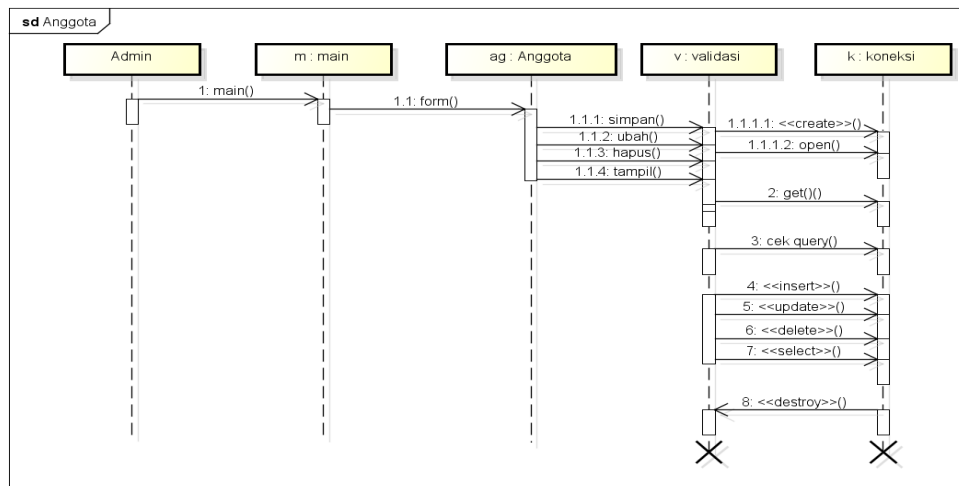 sd Anggota
Admin
m : main
ag : Anggota
v : validasi
k : koneksi
1: main()
1.1: form()
1.1.1: simpan()
1.1.1.1: <<create>>()
1.1.2: ubah()
1.1.1.2: open()
1.1.3: hapus()
1.1.4: tampil()
2: get()()
3: cek query()
4: <<insert>>()
5: <<update>>()
6: <<delete>>()
7: <<select>>()
8: <<destroy>>()